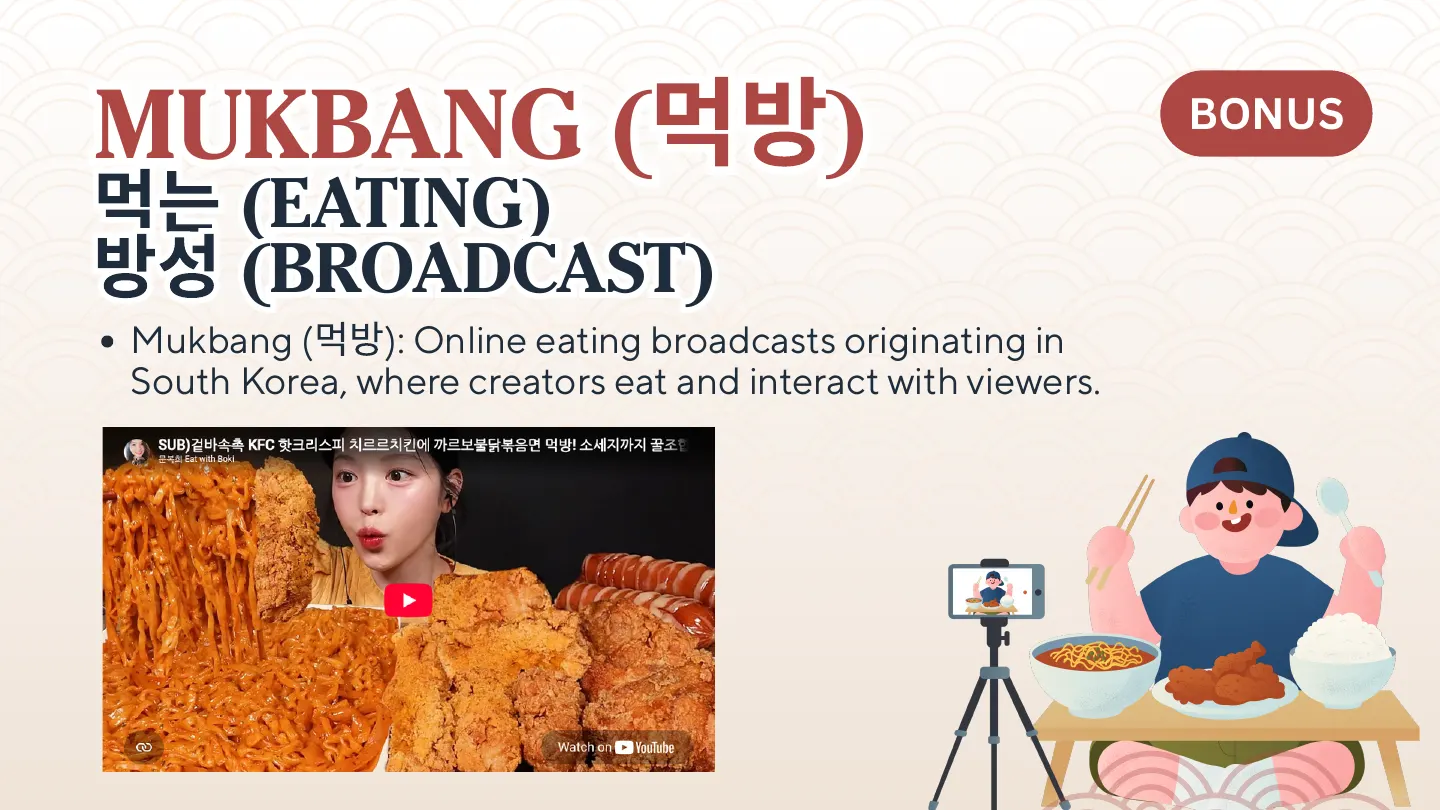 MUKBANG (먹방)
BONUS
먹는 (EATING)
방성 (BROADCAST)
• Mukbang (먹방): Online eating broadcasts originating in
South Korea, where creators eat and interact with viewers.
SUB)겉바속촉 KFC 핫크리스피 치르르치킨에 까르보불닭볶음면 먹방! 소세지까지 꿀조합
문복희 Eat with Boki
Watch on YouTube